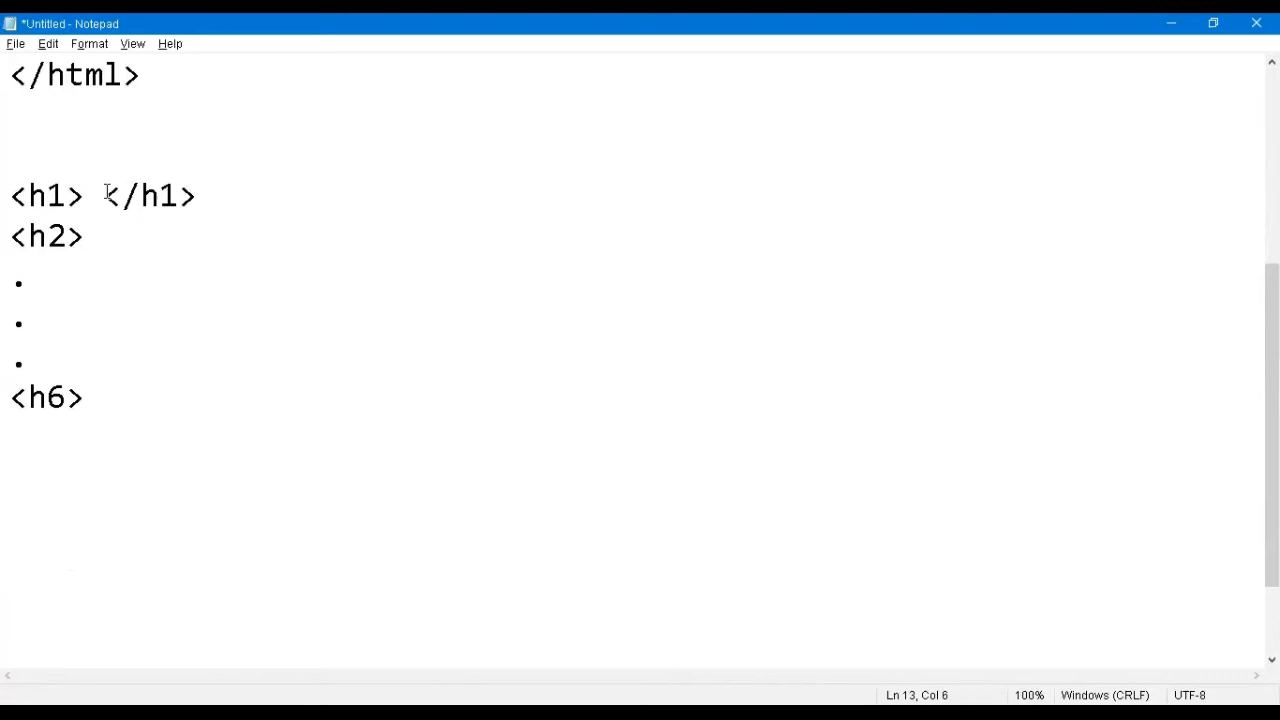 *Untitled - Notepad
File Edit Format View Help
</html>
<h1> </h1>
<h2>
.
.
.
<h6>
Ln 13, Col 6 100% Windows (CRLF) UTF-8